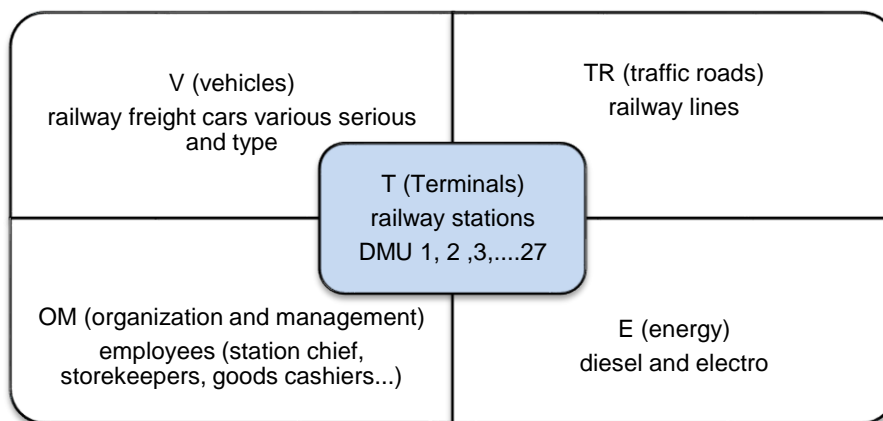 V (vehicles)
railway freight cars various serious
and type
TR (traffic roads)
railway lines
T (Terminals)
railway stations
DMU 1, 2 ,3,....27
OM (organization and management)
employees (station chief,
storekeepers, goods cashiers...)
E (energy)
diesel and electro